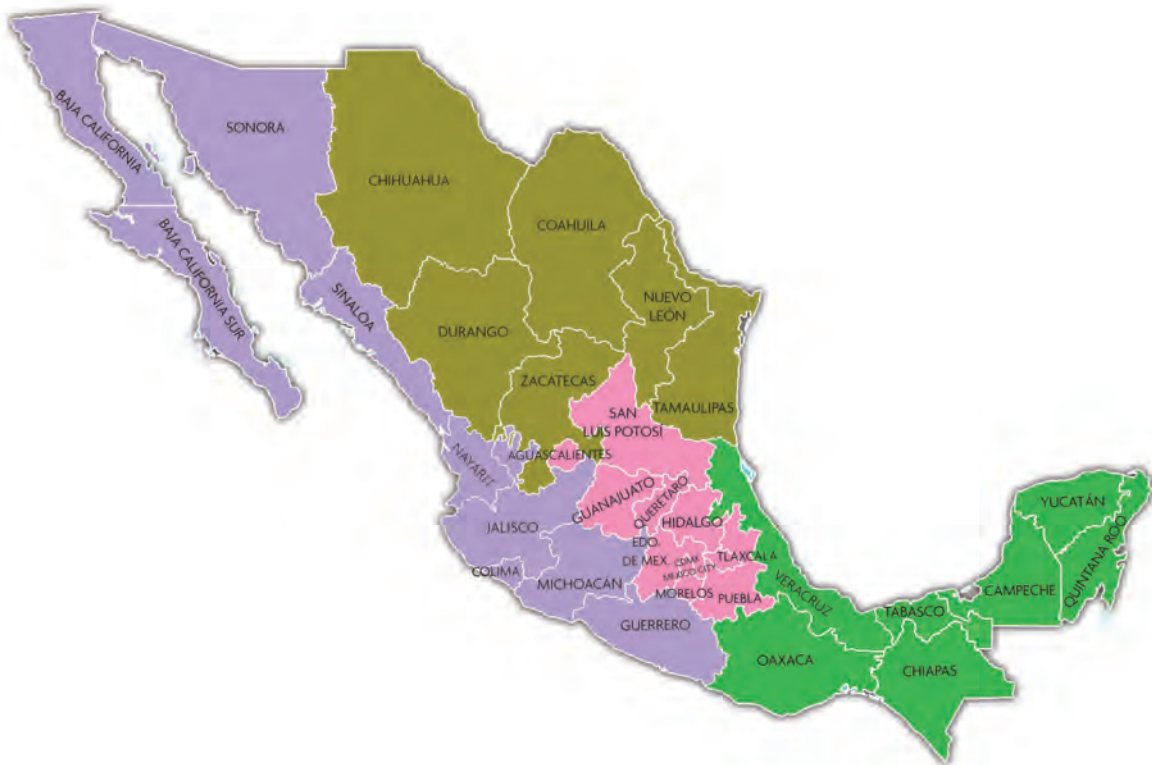 BAJA CALIFORNIA
SONORA
CHIHUAHUA
COAHUILA
BAJA CALIFORNIA SUR
SINALOA
NUEVO
LEÓN
DURANGO
ZACATECAS
TAMAULIPAS
SAN
LUIS POTOSÍ
NAYARIT
AGUASCALIENTES
GUANAJUATO
QUERÉTARO
HIDALGO
JALISCO
EDO.
DE MEX.
CDMX
MEXICO CITY
TLAXCALA
COLIMA
MICHOACÁN
MORELOS
PUEBLA
VERACRUZ
GUERRERO
OAXACA
TABASCO
CHIAPAS
CAMPECHE
YUCATÁN
QUINTANA ROO